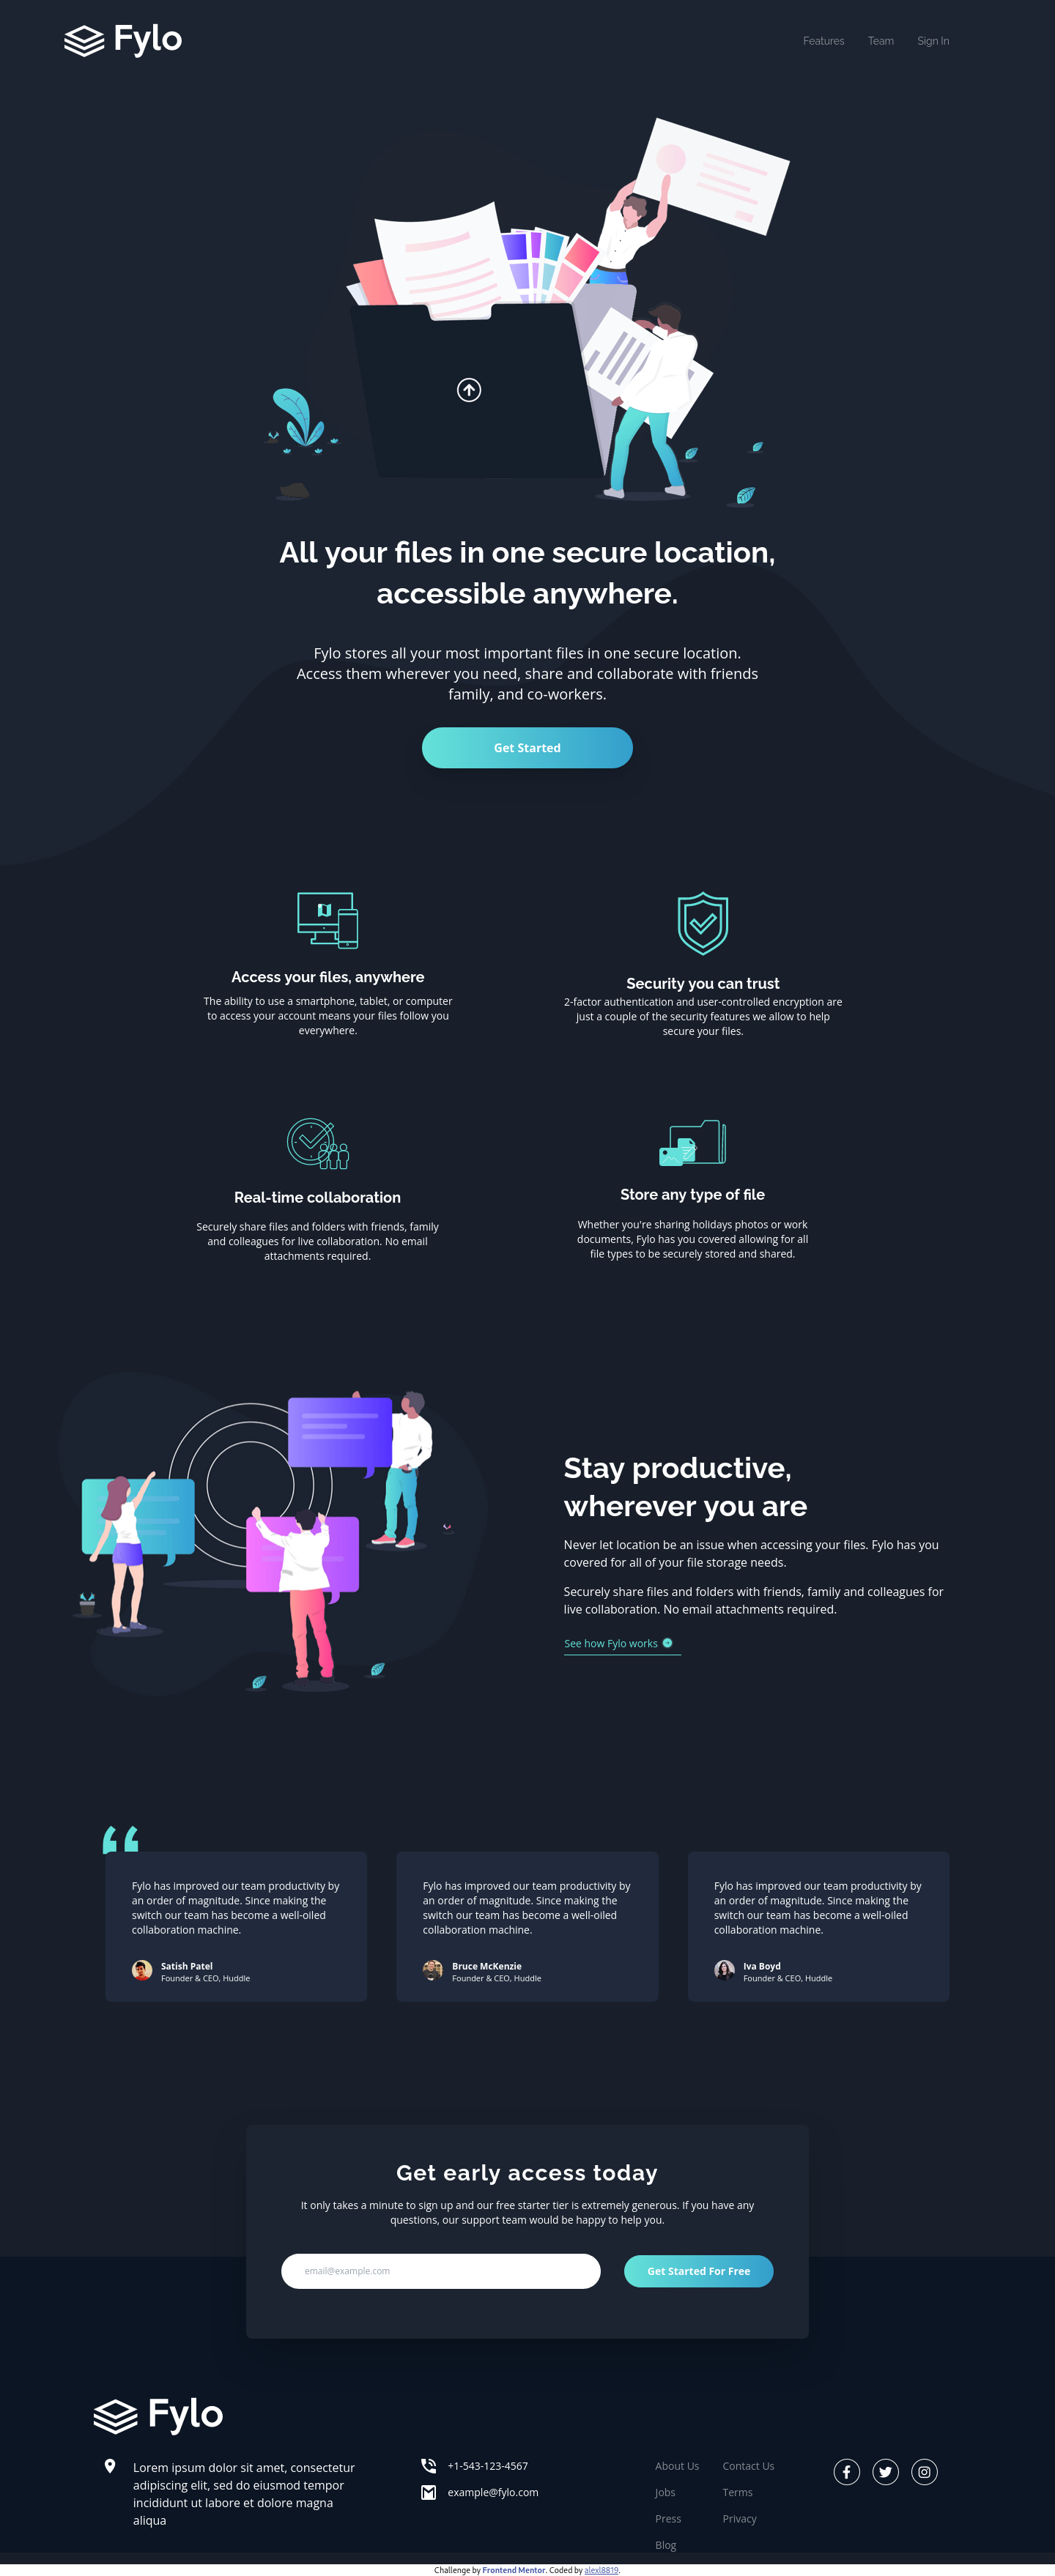 Fylo
Features Team Sign In
All your files in one secure location,
accessible anywhere.
Fylo stores all your most important files in one secure location.
Access them wherever you need, share and collaborate with friends
family, and co-workers.
Get Started
Access your files, anywhere
The ability to use a smartphone, tablet, or computer
to access your account means your files follow you
everywhere.
Security you can trust
2-factor authentication and user-controlled encryption are
just a couple of the security features we allow to help
secure your files.
Real-time collaboration
Securely share files and folders with friends, family
and colleagues for live collaboration. No email
attachments required.
Store any type of file
Whether you're sharing holidays photos or work
documents, Fylo has you covered allowing for all
file types to be securely stored and shared.
Stay productive,
wherever you are
Never let location be an issue when accessing your files. Fylo has you
covered for all of your file storage needs.
Securely share files and folders with friends, family and colleagues for
live collaboration. No email attachments required.
See how Fylo works
Fylo has improved our team productivity by
an order of magnitude. Since making the
switch our team has become a well-oiled
collaboration machine.
Satish Patel
Founder & CEO, Huddle
Fylo has improved our team productivity by
an order of magnitude. Since making the
switch our team has become a well-oiled
collaboration machine.
Bruce McKenzie
Founder & CEO, Huddle
Fylo has improved our team productivity by
an order of magnitude. Since making the
switch our team has become a well-oiled
collaboration machine.
Iva Boyd
Founder & CEO, Huddle
Get early access today
It only takes a minute to sign up and our free starter tier is extremely generous. If you have any
questions, our support team would be happy to help you.
email@example.com
Get Started For Free
Fylo
Lorem ipsum dolor sit amet, consectetur
adipiscing elit, sed do eiusmod tempor
incididunt ut labore et dolore magna
aliqua
+1-543-123-4567
example@fylo.com
About Us
Jobs
Press
Blog
Contact Us
Terms
Privacy
Challenge by Frontend Mentor. Coded by alexl8819.